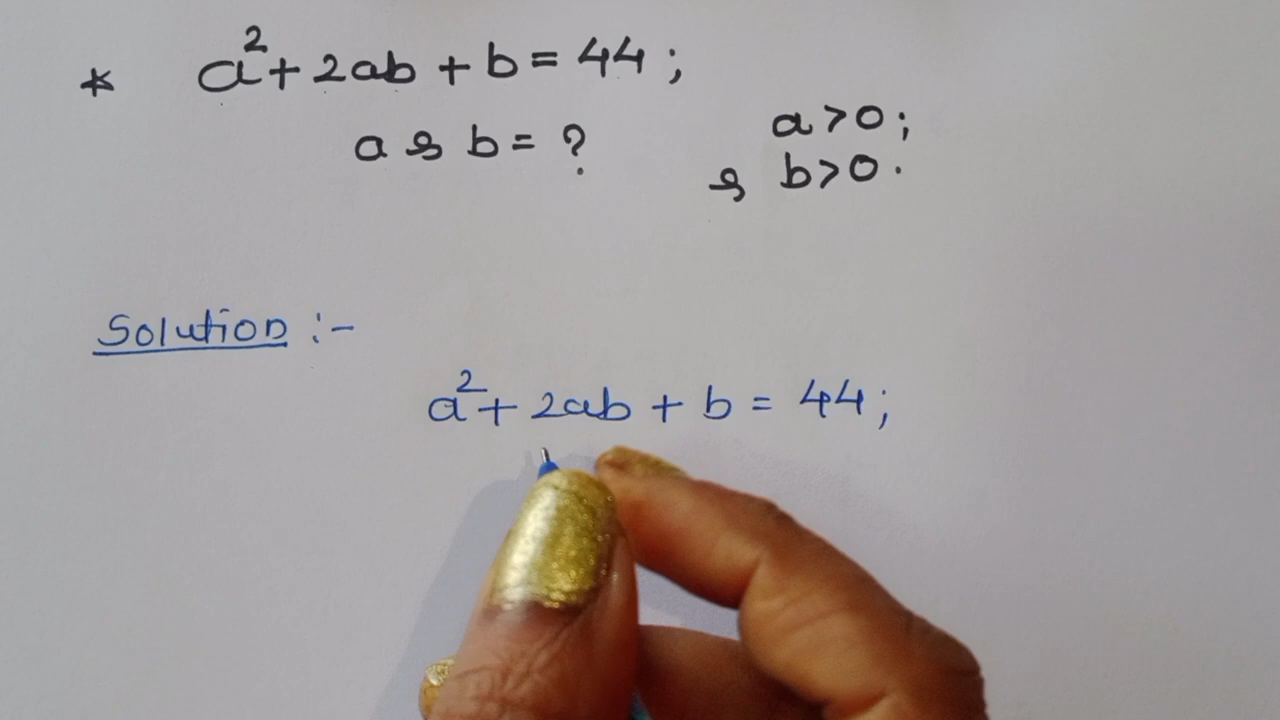 * a² + 2ab + b = 44 ;
a & b = ?
a > 0 ;
& b > 0 .
Solution :-
a² + 2ab + b = 44 ;